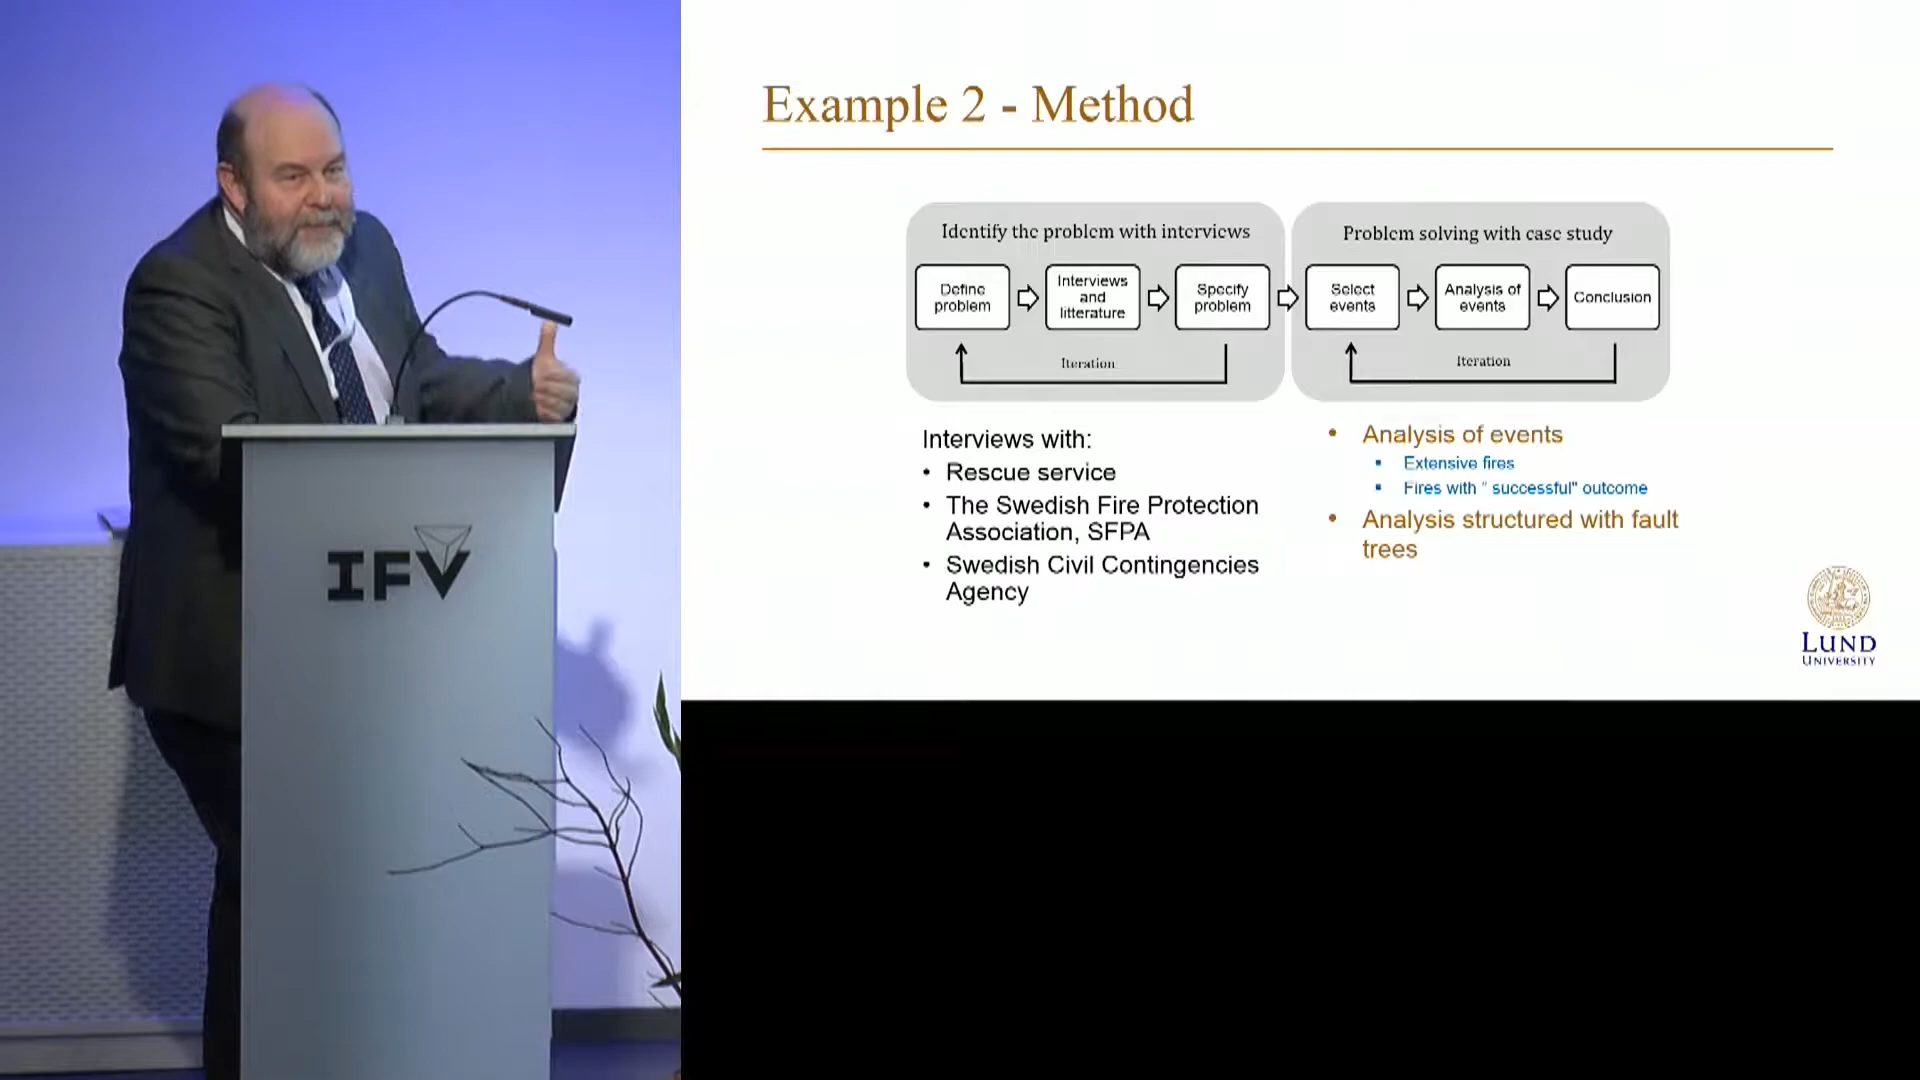 IFV
Example 2 - Method
Identify the problem with interviews
Define
problem
Interviews
and
litterature
Specify
problem
Iteration
Problem solving with case study
Select
events
Analysis of
events
Conclusion
Iteration
Interviews with:
• Rescue service
• The Swedish Fire Protection
Association, SFPA
• Swedish Civil Contingencies
Agency
• Analysis of events
▪ Extensive fires
▪ Fires with " successful" outcome
• Analysis structured with fault
trees
LUND
UNIVERSITY